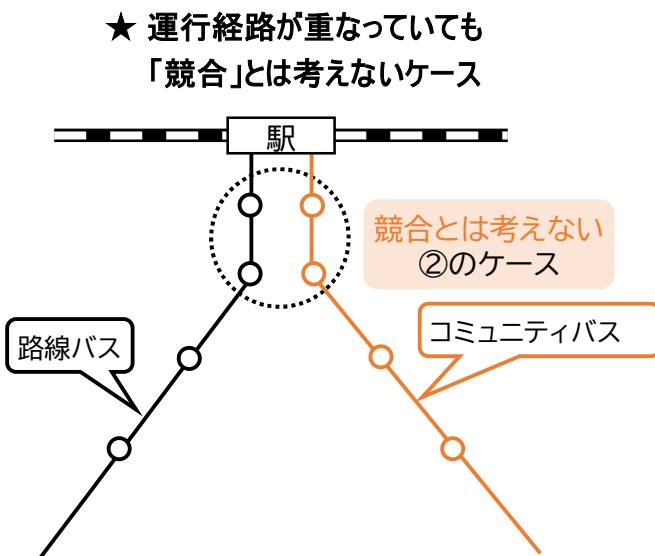 ★ 運行経路が重なっていても
「競合」とは考えないケース
駅
競合とは考えない
②のケース
路線バス
コミュニティバス